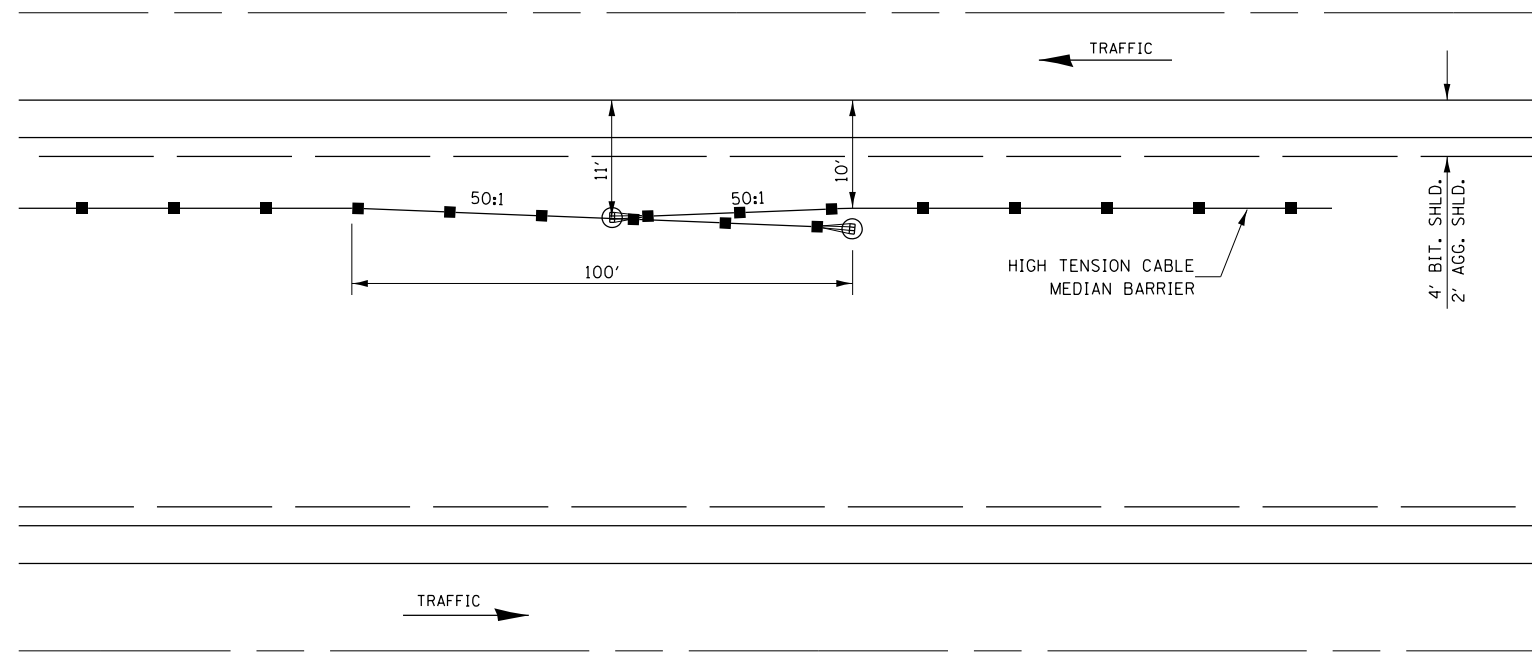 TRAFFIC
11'
10'
50:1
50:1
4' BIT. SHLD.
2' AGG. SHLD.
100'
HIGH TENSION CABLE
MEDIAN BARRIER
TRAFFIC